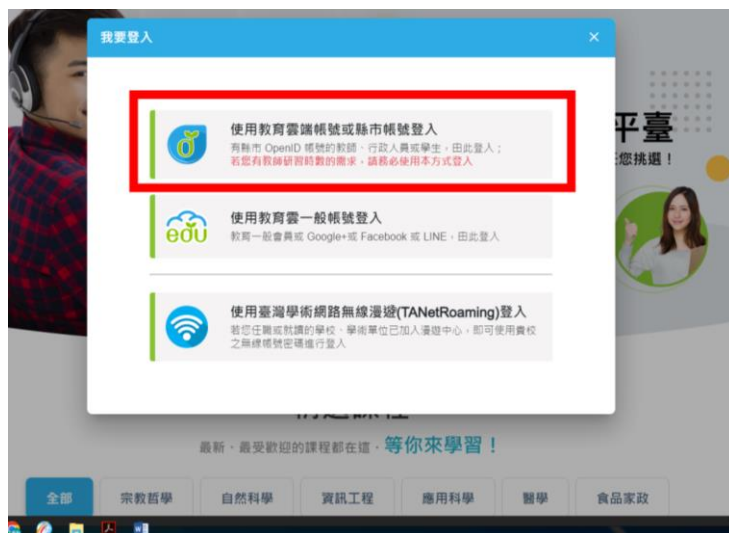 我要登入
×
使用教育雲端帳號或縣市帳號登入
有縣市 OpenID 帳號的教師、行政人員或學生，由此登入；
若您有教師研習時數的需求，請務必使用本方式登入
平臺
您挑選！
edu
使用教育雲一般帳號登入
教育一般會員或 Google+或 Facebook 或 LINE，由此登入
使用臺灣學術網路無線漫遊(TANetRoaming)登入
若您任職或就讀的學校、學術單位已加入漫遊中心，即可使用貴校
之無線帳號密碼進行登入
最新、最受歡迎的課程都在這，等你來學習！
全部
宗教哲學
自然科學
資訊工程
應用科學
醫學
食品家政